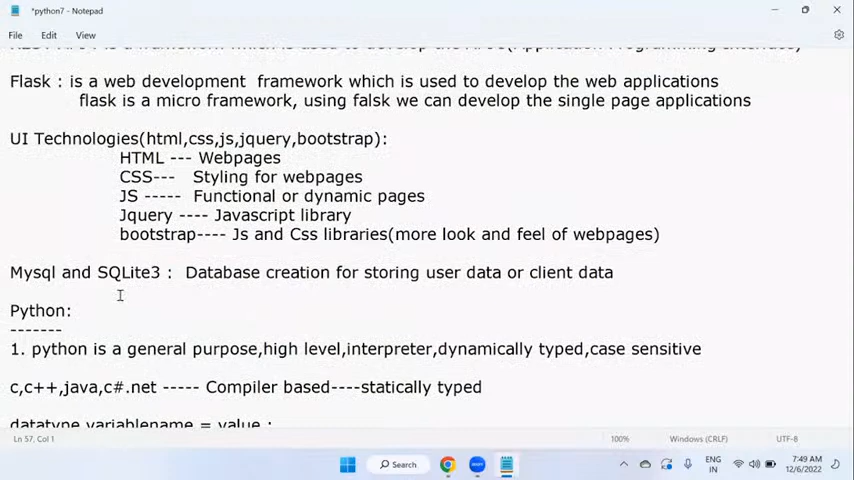 *python7 - Notepad
File Edit View
Flask : is a web development framework which is used to develop the web applications
flask is a micro framework, using falsk we can develop the single page applications
UI Technologies(html,css,js,jquery,bootstrap):
HTML --- Webpages
CSS--- Styling for webpages
JS ----- Functional or dynamic pages
Jquery ---- Javascript library
bootstrap---- Js and Css libraries(more look and feel of webpages)
Mysql and SQLite3 : Database creation for storing user data or client data
Python:
-------
1. python is a general purpose,high level,interpreter,dynamically typed,case sensitive
c,c++,java,c#.net ----- Compiler based----statically typed
datatype variablename = value ;
Ln 57, Col 1 100% Windows (CRLF) UTF-8
Search
ENG
IN
7:49 AM
12/6/2022